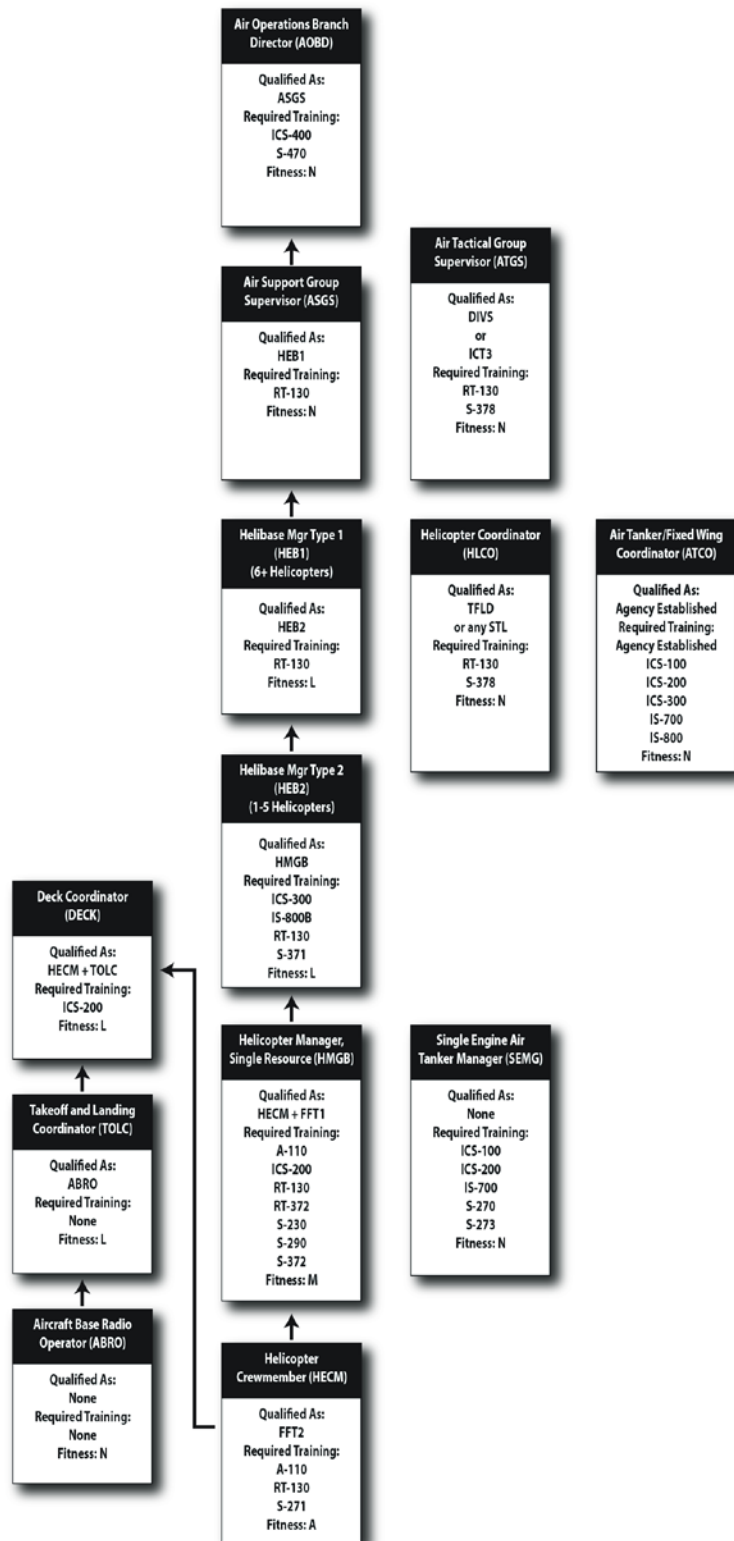 Air Operations Branch
Director (AOBD)
Qualified As:
ASGS
Required Training:
ICS-400
S-470
Fitness: N
Air Support Group
Supervisor (ASGS)
Qualified As:
HEB1
Required Training:
RT-130
Fitness: N
Air Tactical Group
Supervisor (ATGS)
Qualified As:
DIVS
or
ICT3
Required Training:
RT-130
S-378
Fitness: N
Helibase Mgr Type 1
(HEB1)
(6+ Helicopters)
Qualified As:
HEB2
Required Training:
RT-130
Fitness: L
Helicopter Coordinator
(HLCO)
Qualified As:
TFLD
or any STL
Required Training:
RT-130
S-378
Fitness: N
Air Tanker/Fixed Wing
Coordinator (ATCO)
Qualified As:
Agency Established
Required Training:
Agency Established
ICS-100
ICS-200
ICS-300
IS-700
IS-800
Fitness: N
Helibase Mgr Type 2
(HEB2)
(1-5 Helicopters)
Qualified As:
HMGB
Required Training:
ICS-300
IS-800B
RT-130
S-371
Fitness: L
Deck Coordinator
(DECK)
Qualified As:
HECM + TOLC
Required Training:
ICS-200
Fitness: L
Helicopter Manager,
Single Resource (HMGB)
Qualified As:
HECM + FFT1
Required Training:
A-110
ICS-200
RT-130
RT-372
S-230
S-290
S-372
Fitness: M
Single Engine Air
Tanker Manager (SEMG)
Qualified As:
None
Required Training:
ICS-100
ICS-200
IS-700
S-270
S-273
Fitness: N
Takeoff and Landing
Coordinator (TOLC)
Qualified As:
ABRO
Required Training:
None
Fitness: L
Aircraft Base Radio
Operator (ABRO)
Qualified As:
None
Required Training:
None
Fitness: N
Helicopter
Crewmember (HECM)
Qualified As:
FFT2
Required Training:
A-110
RT-130
S-271
Fitness: A